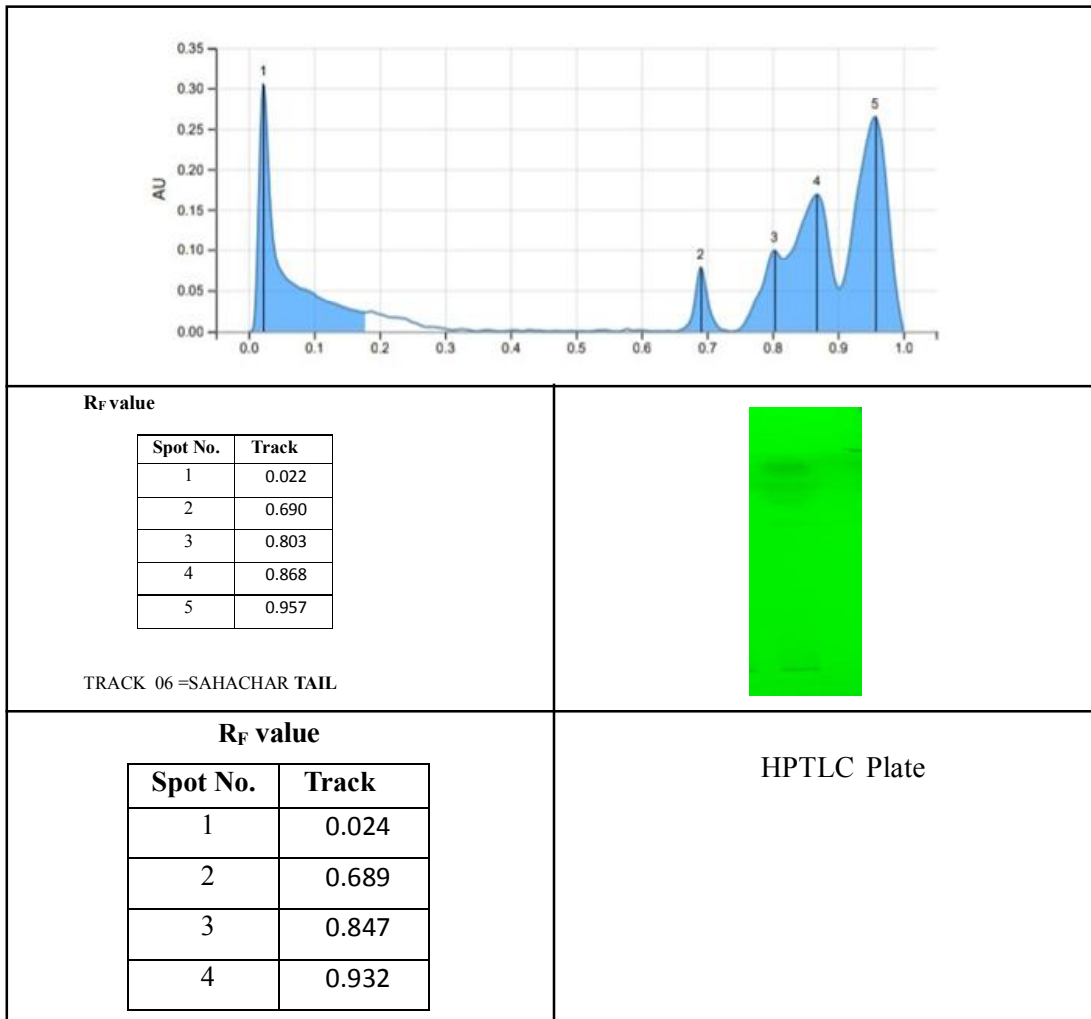 0.35
0.30
0.25
0.20
0.15
0.10
0.05
0.00
AU
1
2
3
4
5
0.0 0.1 0.2 0.3 0.4 0.5 0.6 0.7 0.8 0.9 1.0
RF value
Spot No. Track
1 0.022
2 0.690
3 0.803
4 0.868
5 0.957
TRACK 06 =SAHACHAR TAIL
RF value
Spot No. Track
1 0.024
2 0.689
3 0.847
4 0.932
HPTLC Plate